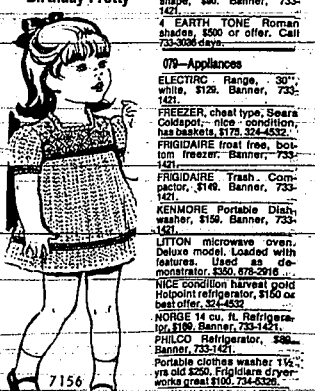 Birthday Pretty
7156
shape, $90. Banner, 733-
1421.
4 EARTH TONE Roman
shades, $500 or offer. Call
733-3036 days.
079—Appliances
ELECTIRC Range, 30"
white, $129. Banner, 733-
1421.
FREEZER, chest type, Sears
Coldspot, nice condition
has baskets, $175. 324-4532.
FRIGIDAIRE frost free, bot-
tom freezer. Banner, 733-
1421.
FRIGIDAIRE Trash Com-
pactor, $149. Banner, 733-
1421.
KENMORE Portable Dish-
washer, $159. Banner, 733-
1421.
LITTON microwave oven.
Deluxe model. Loaded with
features. Used as de-
monstrator. $350. 678-2916
NICE condition harvest gold
Hotpoint refrigerator, $150 or
best offer. 324-4532
NORGE 14 cu. ft. Refrigera-
tor, $169. Banner, 733-1421.
PHILCO Refrigerator,
Banner, 733-1421.
Portable clothes washer 1½
yrs old $250, Frigidaire dryer
works great $100. 734-5326.